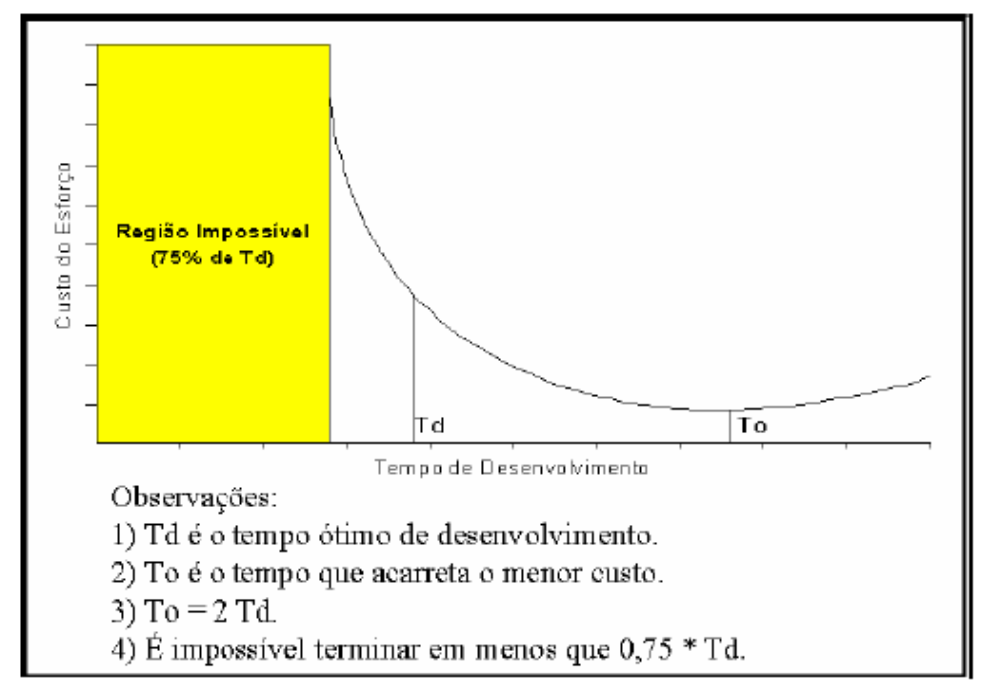 Custo do Esforço
Região Impossível
(75% de Td)
Td
To
Tempo de Desenvolvimento
Observações:
1) Td é o tempo ótimo de desenvolvimento.
2) To é o tempo que acarreta o menor custo.
3) To = 2 Td.
4) É impossível terminar em menos que 0,75 * Td.